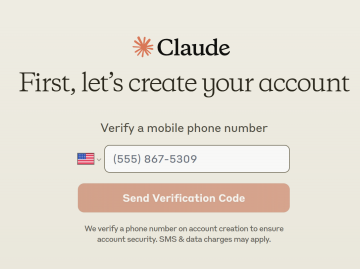 Claude
First, let's create your account
Verify a mobile phone number
(555) 867-5309
Send Verification Code
We verify a phone number on account creation to ensure
account security. SMS & data charges may apply.